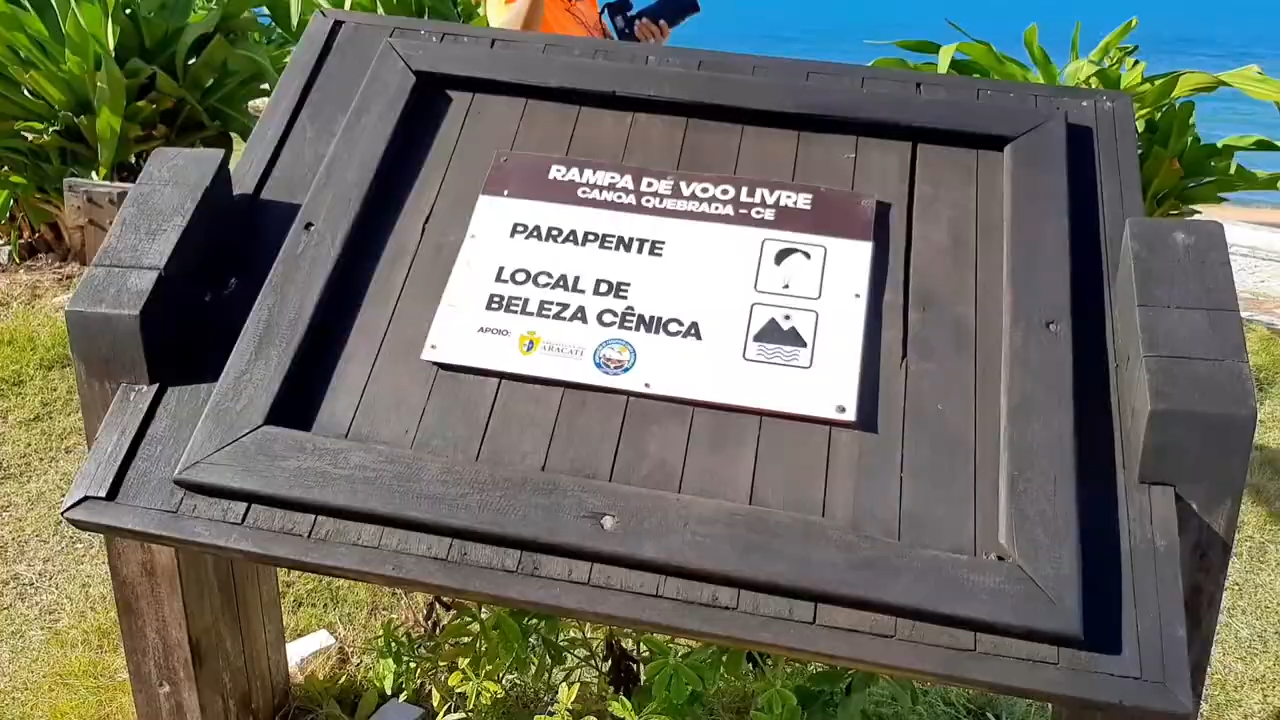 RAMPA DE VOO LIVRE
CANOA QUEBRADA - CE
PARAPENTE
LOCAL DE
BELEZA CÊNICA
APOIO:
ARACATI